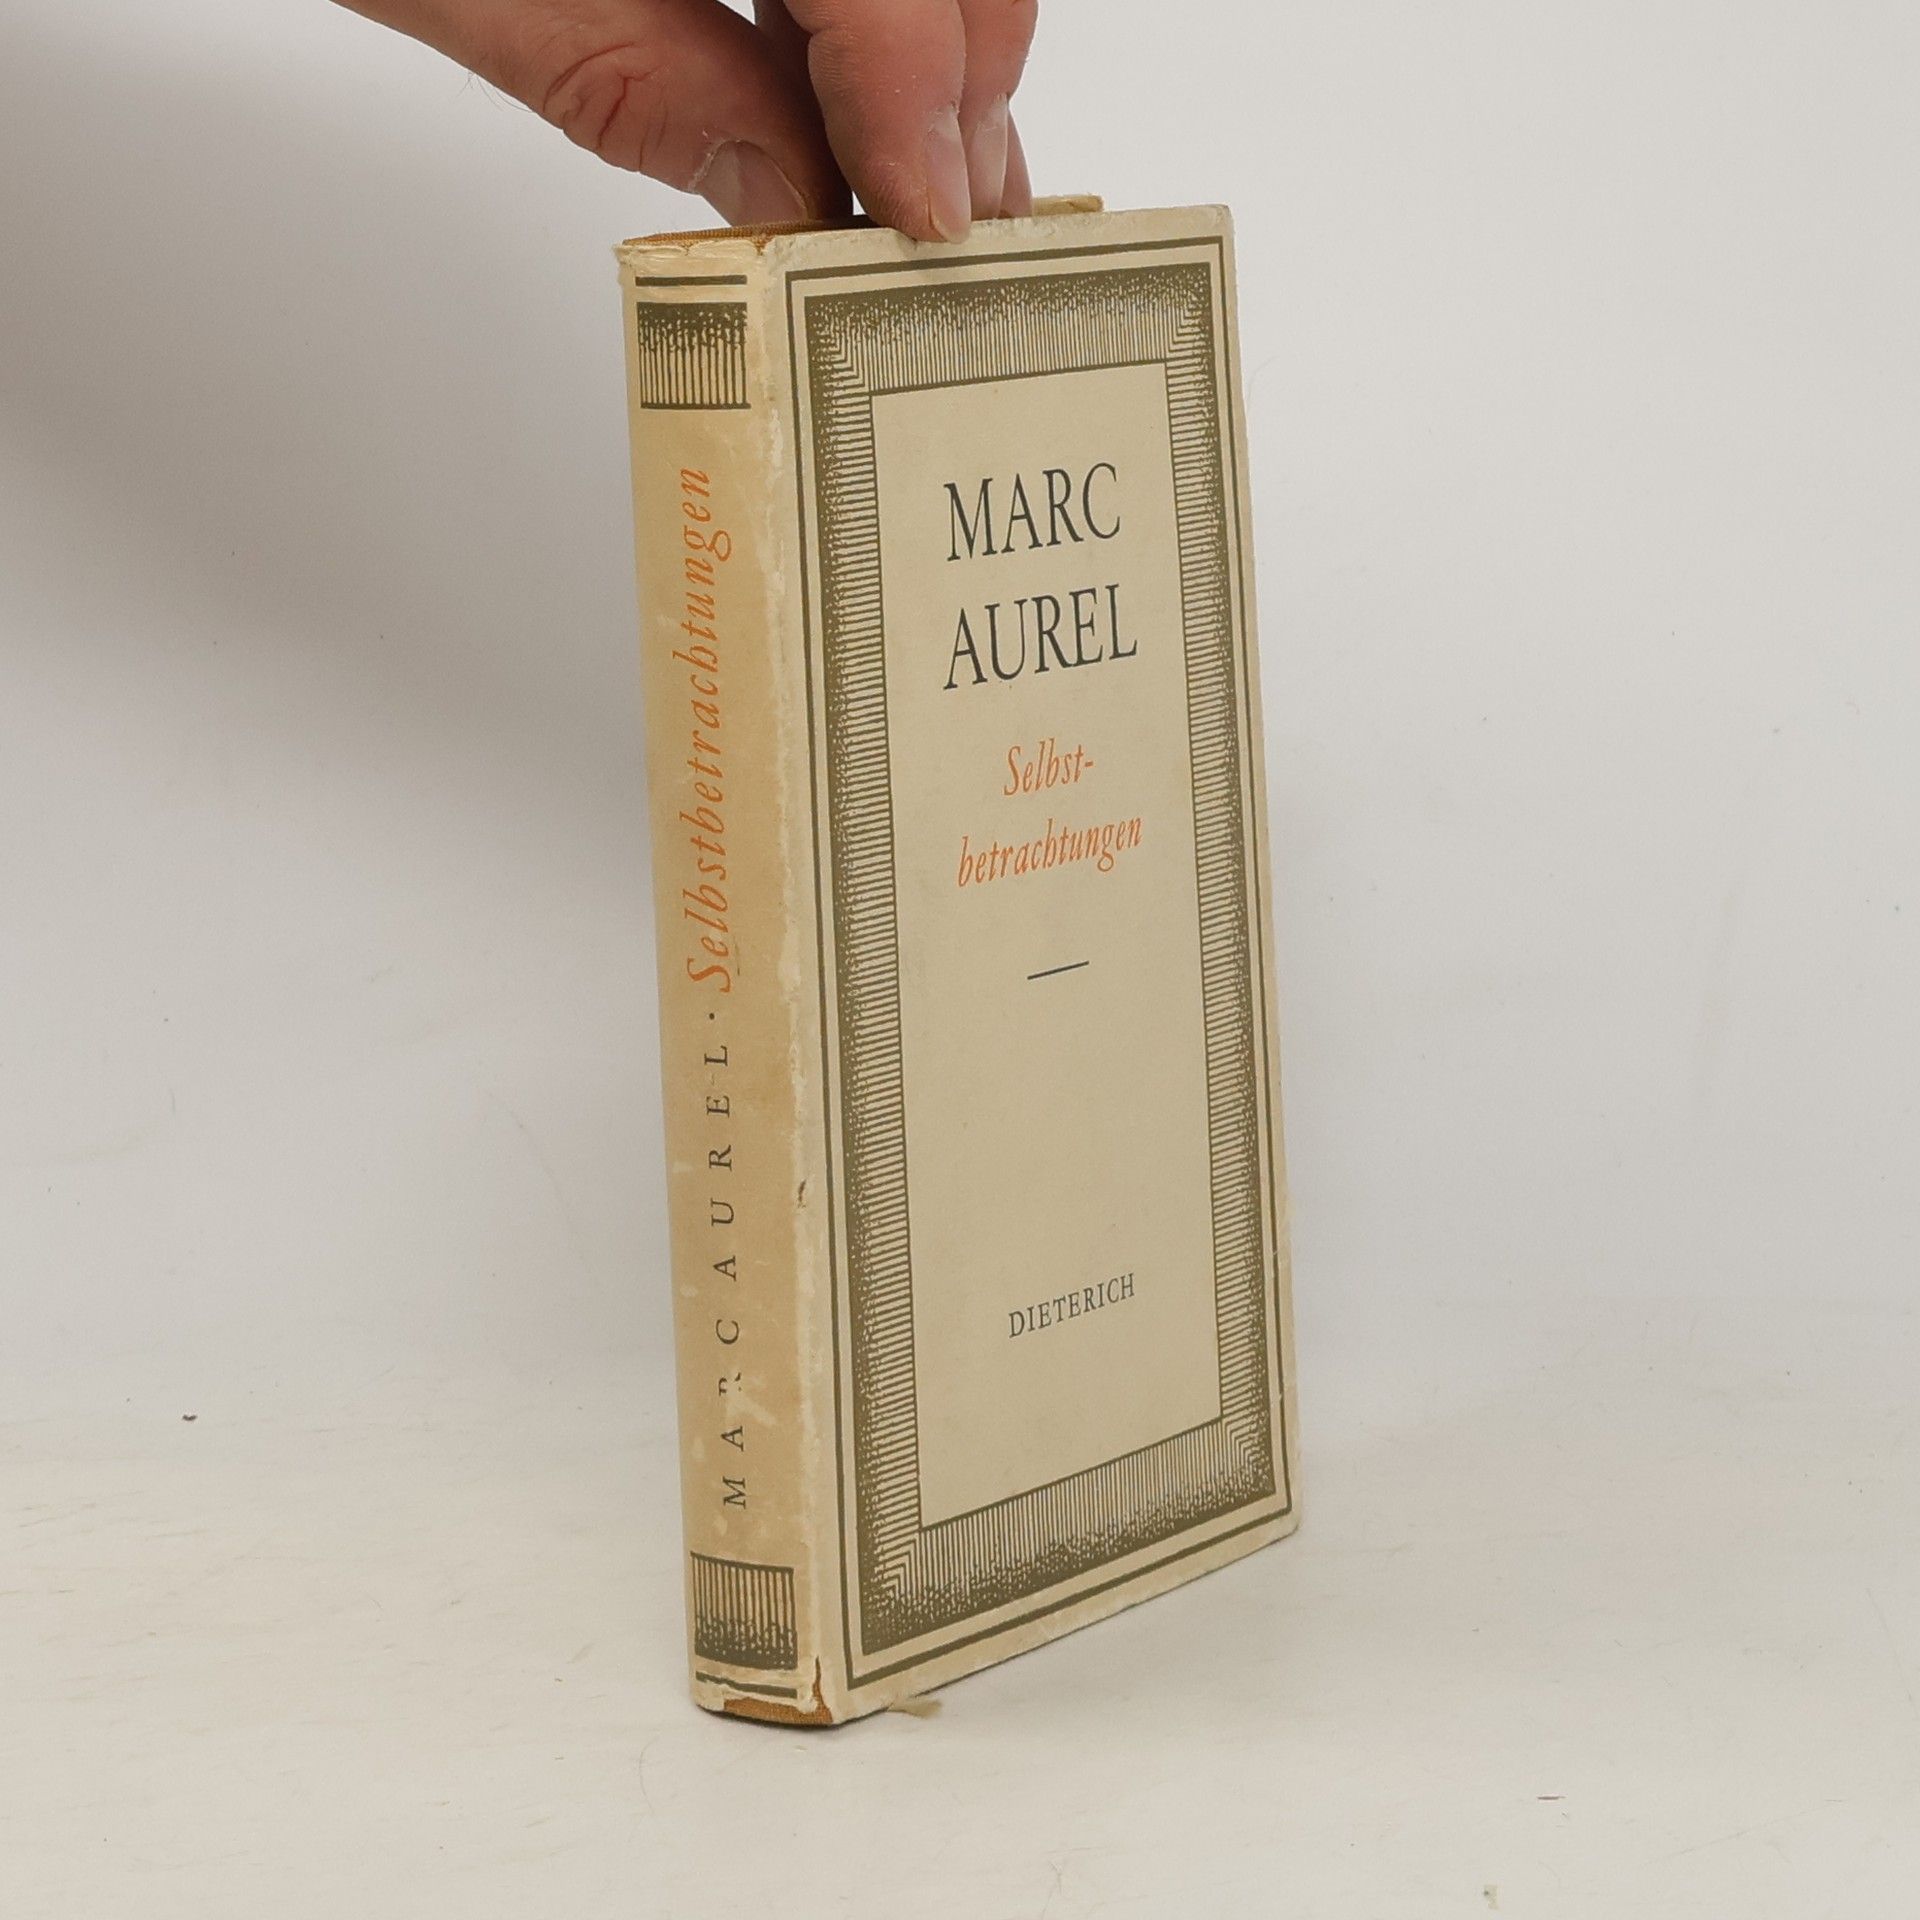 MARC AUREL · Selbstbetrachtungen
MARC
AUREL
Selbst-
betrachtungen
DIETERICH